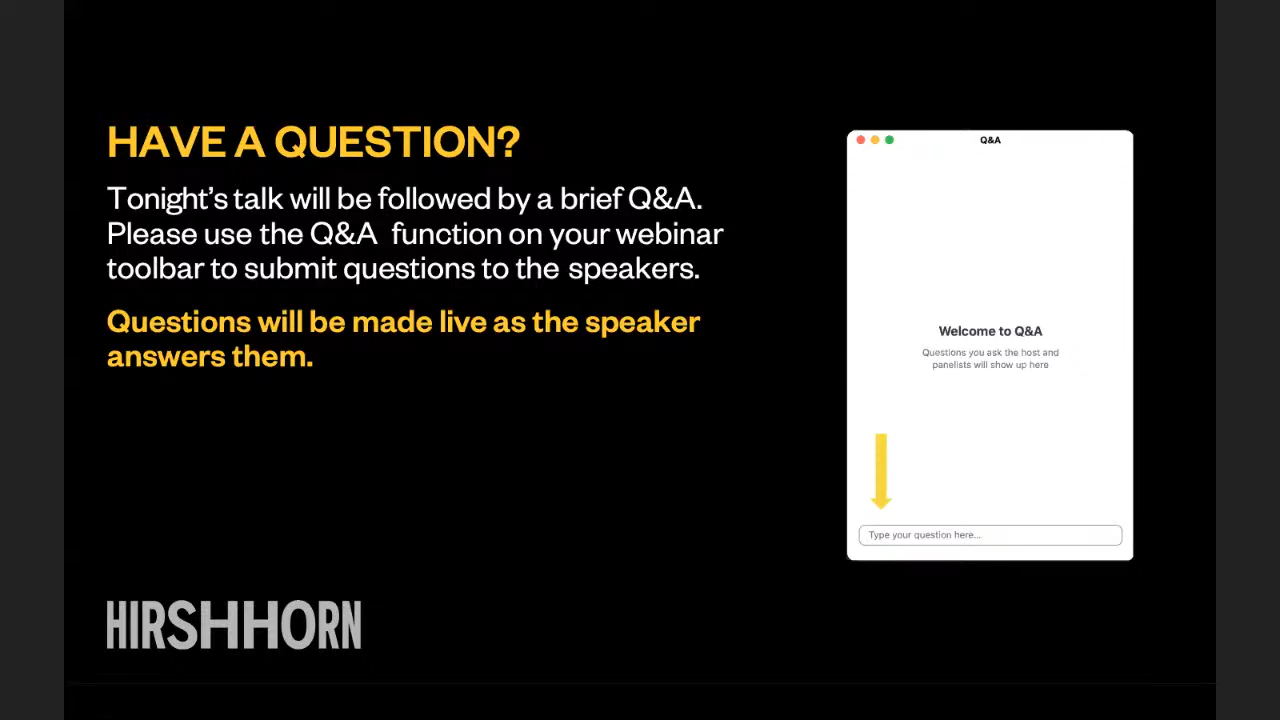 HAVE A QUESTION?
Tonight's talk will be followed by a brief Q&A.
Please use the Q&A function on your webinar
toolbar to submit questions to the speakers.
Questions will be made live as the speaker
answers them.
Q&A
Welcome to Q&A
Questions you ask the host and
panelists will show up here
Type your question here...
HIRSHHORN